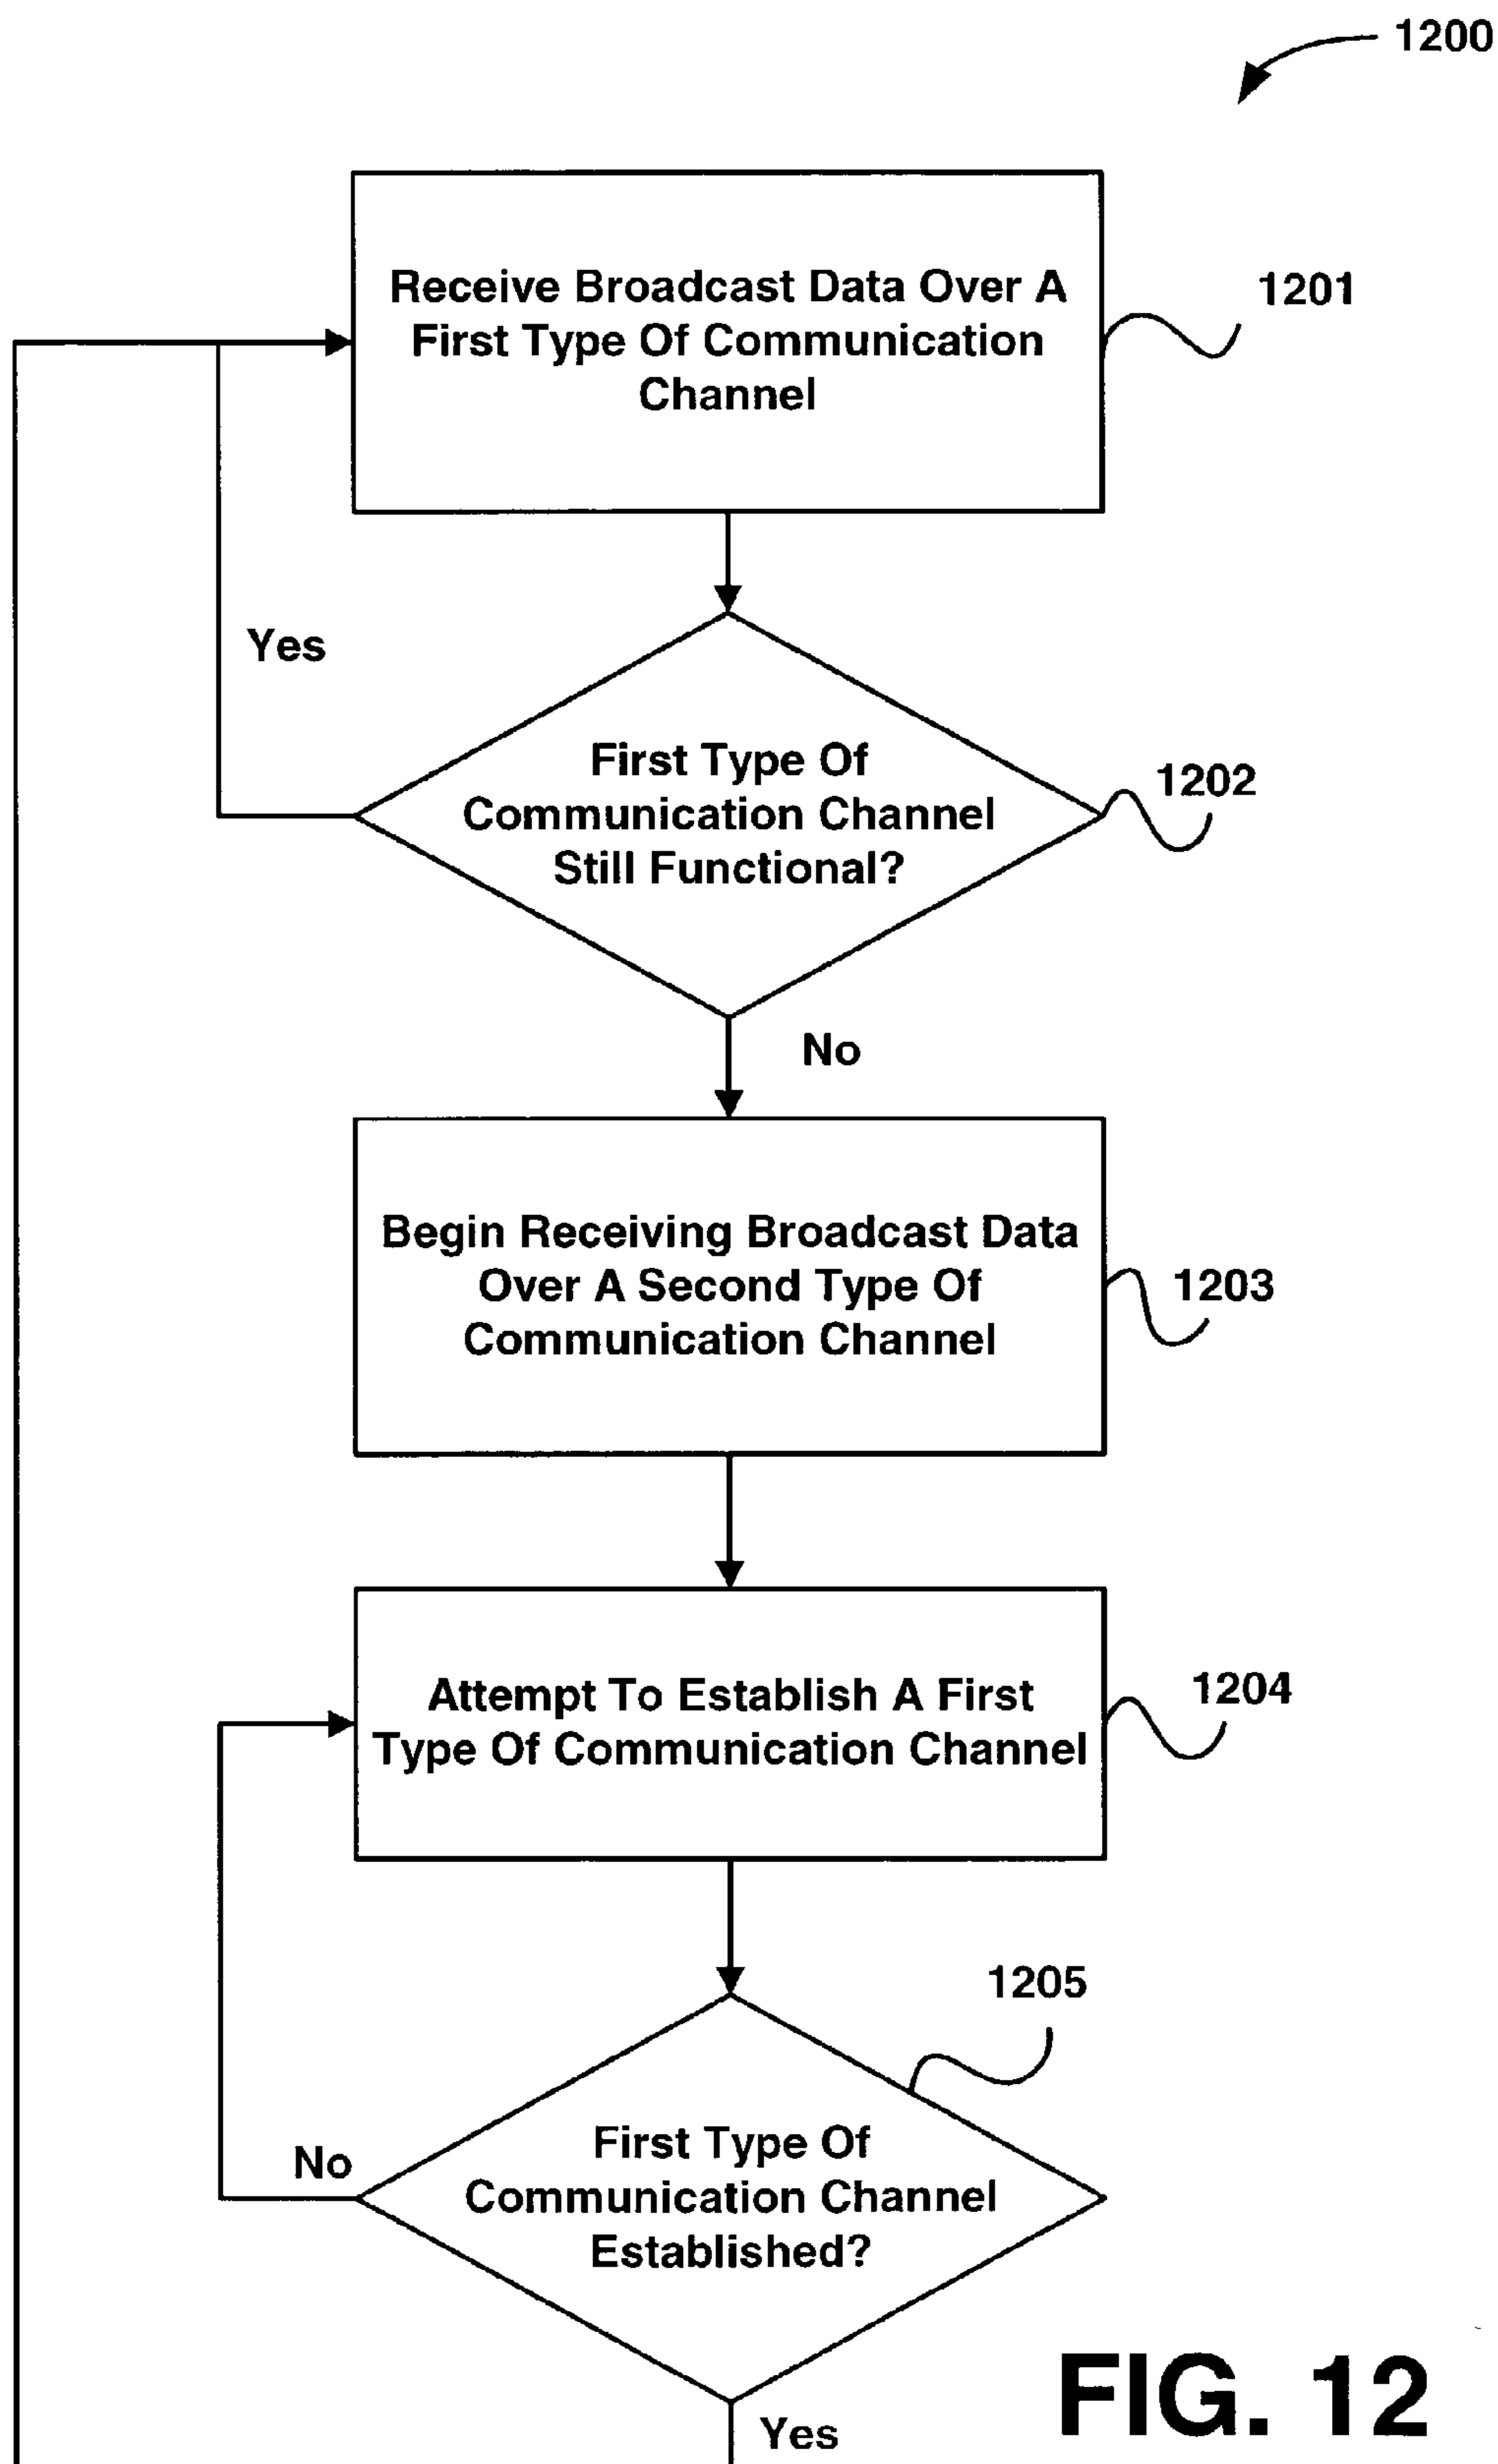 1200
Receive Broadcast Data Over A
First Type Of Communication
Channel
1201
Yes
First Type Of
Communication Channel
Still Functional?
1202
No
Begin Receiving Broadcast Data
Over A Second Type Of
Communication Channel
1203
Attempt To Establish A First
Type Of Communication Channel
1204
1205
No
First Type Of
Communication Channel
Established?
Yes
FIG. 12